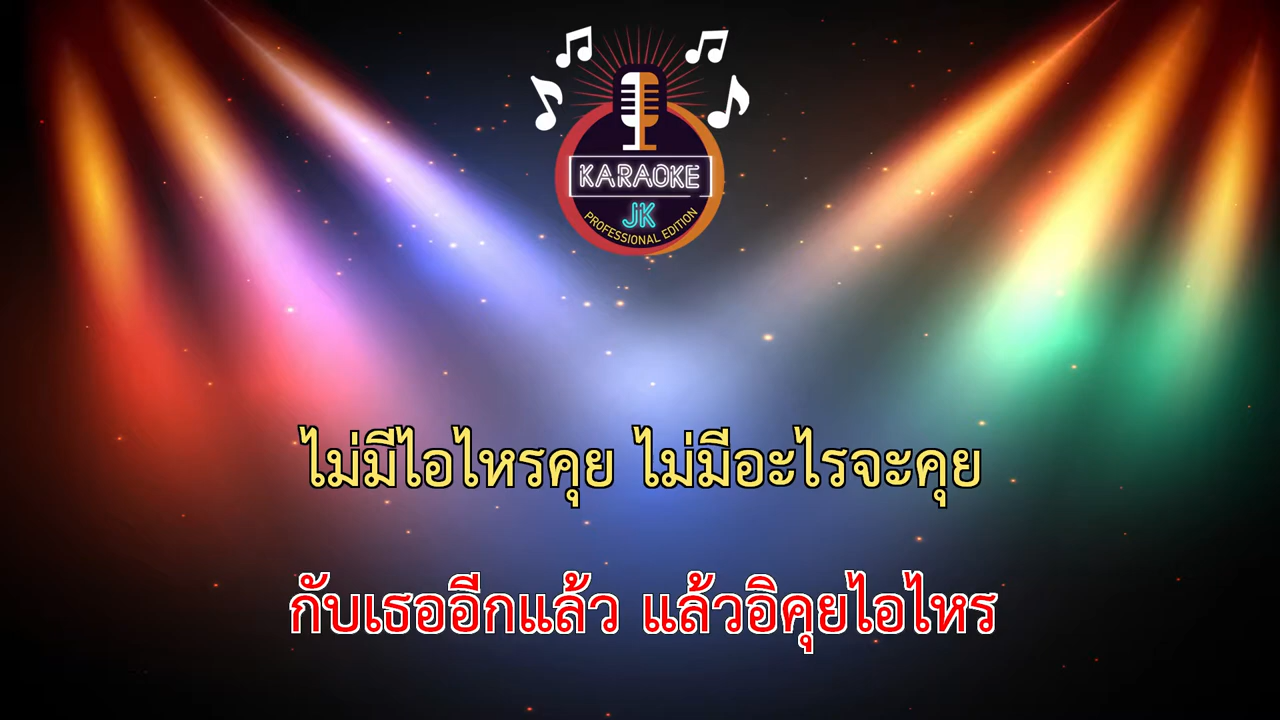 KARAOKE
JK
PROFESSIONAL EDITION
ไม่มีไอไหรคุย ไม่มีอะไรจะคุย
กับเธออีกแล้ว แล้วอิคุยไอไหร